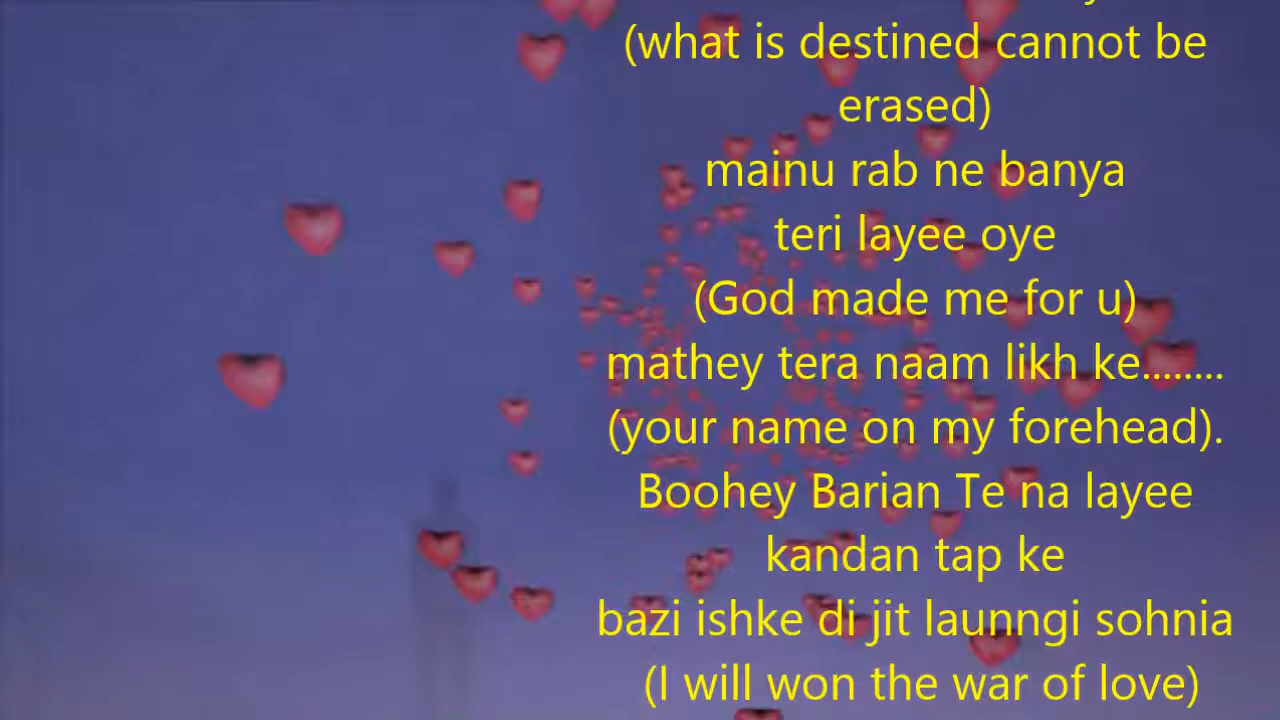 (what is destined cannot be
erased)
mainu rab ne banya
teri layee oye
(God made me for u)
mathey tera naam likh ke........
(your name on my forehead).
Boohey Barian Te na layee
kandan tap ke
bazi ishke di jit launngi sohnia
(I will won the war of love)